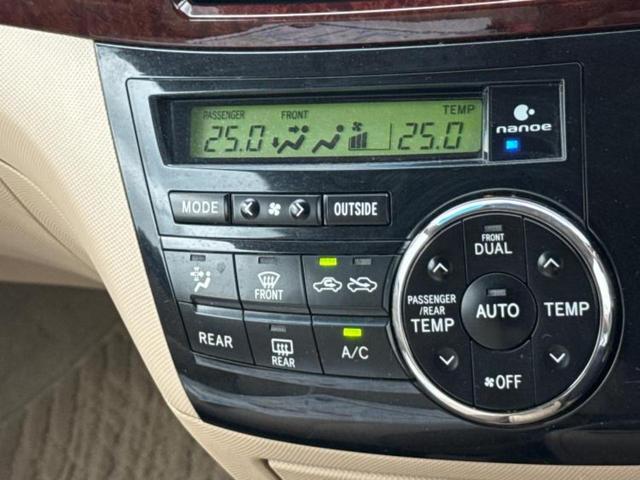 PASSENGER FRONT TEMP
25.0 25.0
nanoe
MODE OUTSIDE
FRONT
DUAL
FRONT
PASSENGER
/REAR
TEMP
AUTO
TEMP
REAR
REAR
A/C
OFF